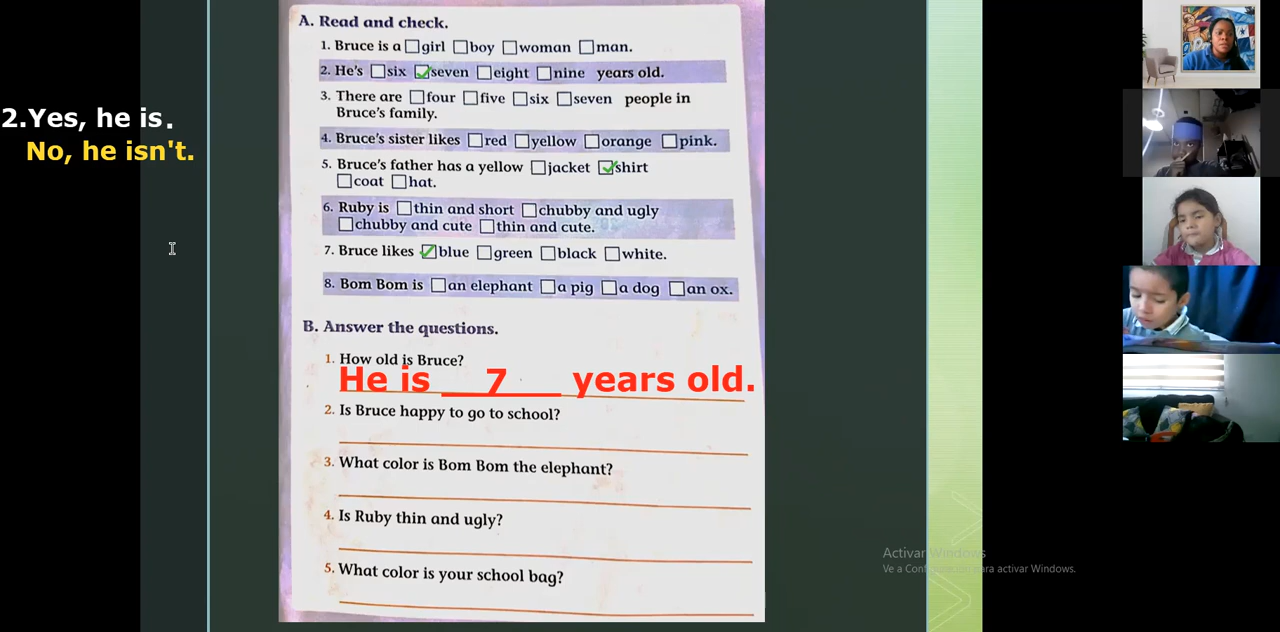 A. Read and check.
1. Bruce is a girl boy woman man.
2. He's six seven eight nine years old.
3. There are four five six seven people in
Bruce's family.
4. Bruce's sister likes red yellow orange pink.
5. Bruce's father has a yellow jacket shirt
coat hat.
6. Ruby is thin and short chubby and ugly
chubby and cute thin and cute.
7. Bruce likes blue green black white.
8. Bom Bom is an elephant a pig a dog an ox.
B. Answer the questions.
1. How old is Bruce?
He is 7 years old.
2. Is Bruce happy to go to school?
3. What color is Bom Bom the elephant?
4. Is Ruby thin and ugly?
5. What color is your school bag?
2.Yes, he is.
No, he isn't.
Activar Windows
Ve a Configuración para activar Windows.